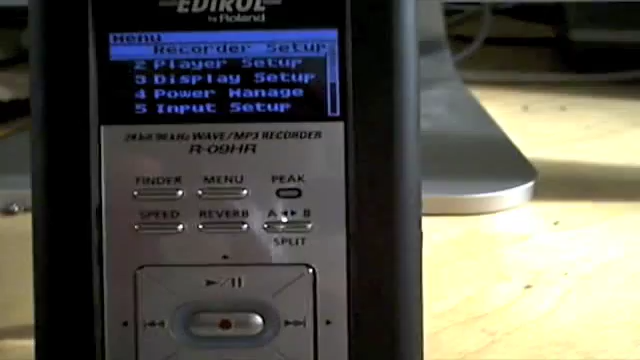 EDIROL
by Roland
Menu
Recorder Setup
2 Player Setup
3 Display Setup
4 Power Manage
5 Input Setup
24bit/96kHz WAVE/MP3 RECORDER
R-09HR
FINDER MENU PEAK
SPEED REVERB A◄►B
SPLIT